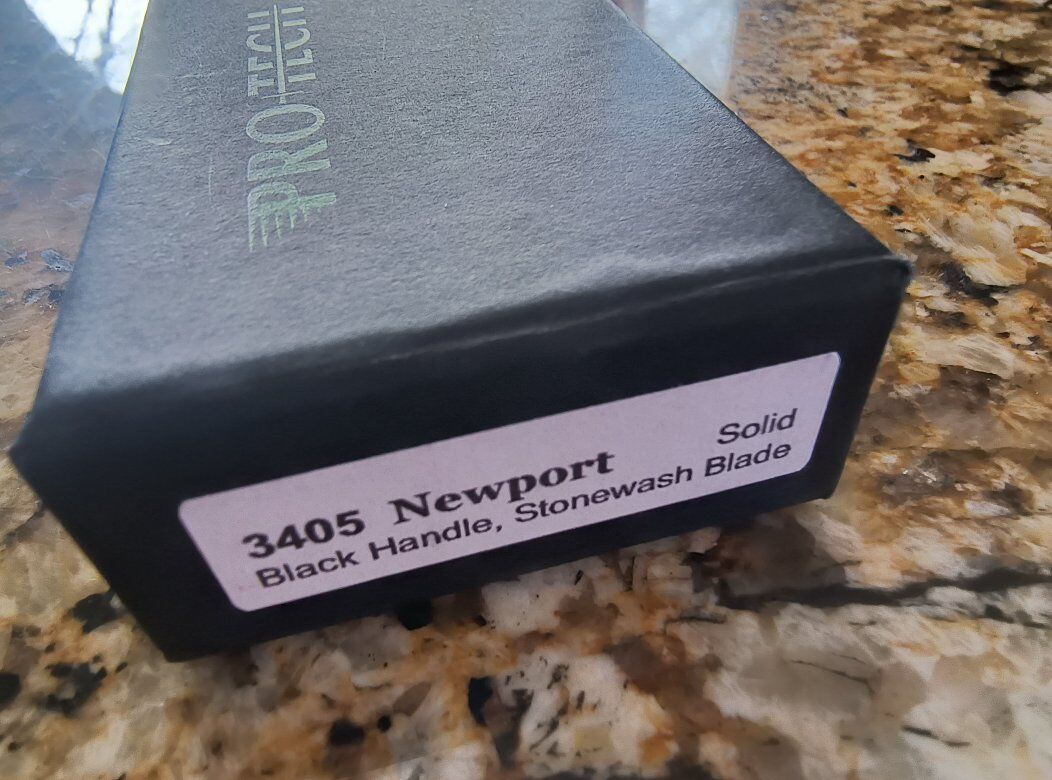 PRO-TECH
Solid
3405 Newport
Black Handle, Stonewash Blade